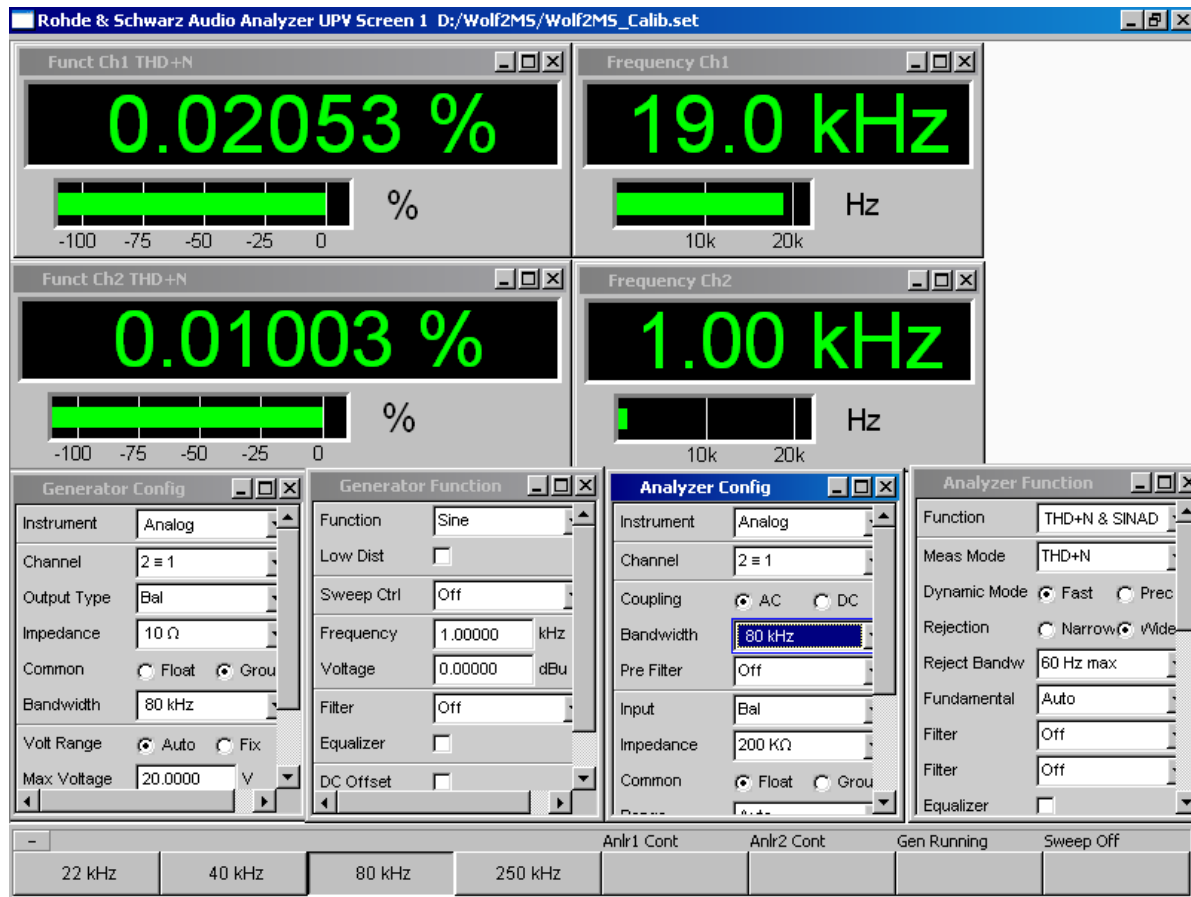 Rohde & Schwarz Audio Analyzer UPV Screen 1 D:/Wolf2MS/Wolf2MS_Calib.set
Funct Ch1 THD+N
0.02053 %
%
-100 -75 -50 -25 0
Frequency Ch1
19.0 kHz
Hz
10k 20k
Funct Ch2 THD+N
0.01003 %
%
-100 -75 -50 -25 0
Frequency Ch2
1.00 kHz
Hz
10k 20k
Generator Config
Instrument Analog
Channel 2 ≡ 1
Output Type Bal
Impedance 10 Ω
Common Float Grou
Bandwidth 80 kHz
Volt Range Auto Fix
Max Voltage 20.0000 V
Generator Function
Function Sine
Low Dist
Sweep Ctrl Off
Frequency 1.00000 kHz
Voltage 0.00000 dBu
Filter Off
Equalizer
DC Offset
Analyzer Config
Instrument Analog
Channel 2 ≡ 1
Coupling AC DC
Bandwidth 80 kHz
Pre Filter Off
Input Bal
Impedance 200 KΩ
Common Float Grou
Analyzer Function
Function THD+N & SINAD
Meas Mode THD+N
Dynamic Mode Fast Prec
Rejection Narrow Wide
Reject Bandw 60 Hz max
Fundamental Auto
Filter Off
Filter Off
Equalizer
Anlr1 Cont Anlr2 Cont Gen Running Sweep Off
22 kHz 40 kHz 80 kHz 250 kHz